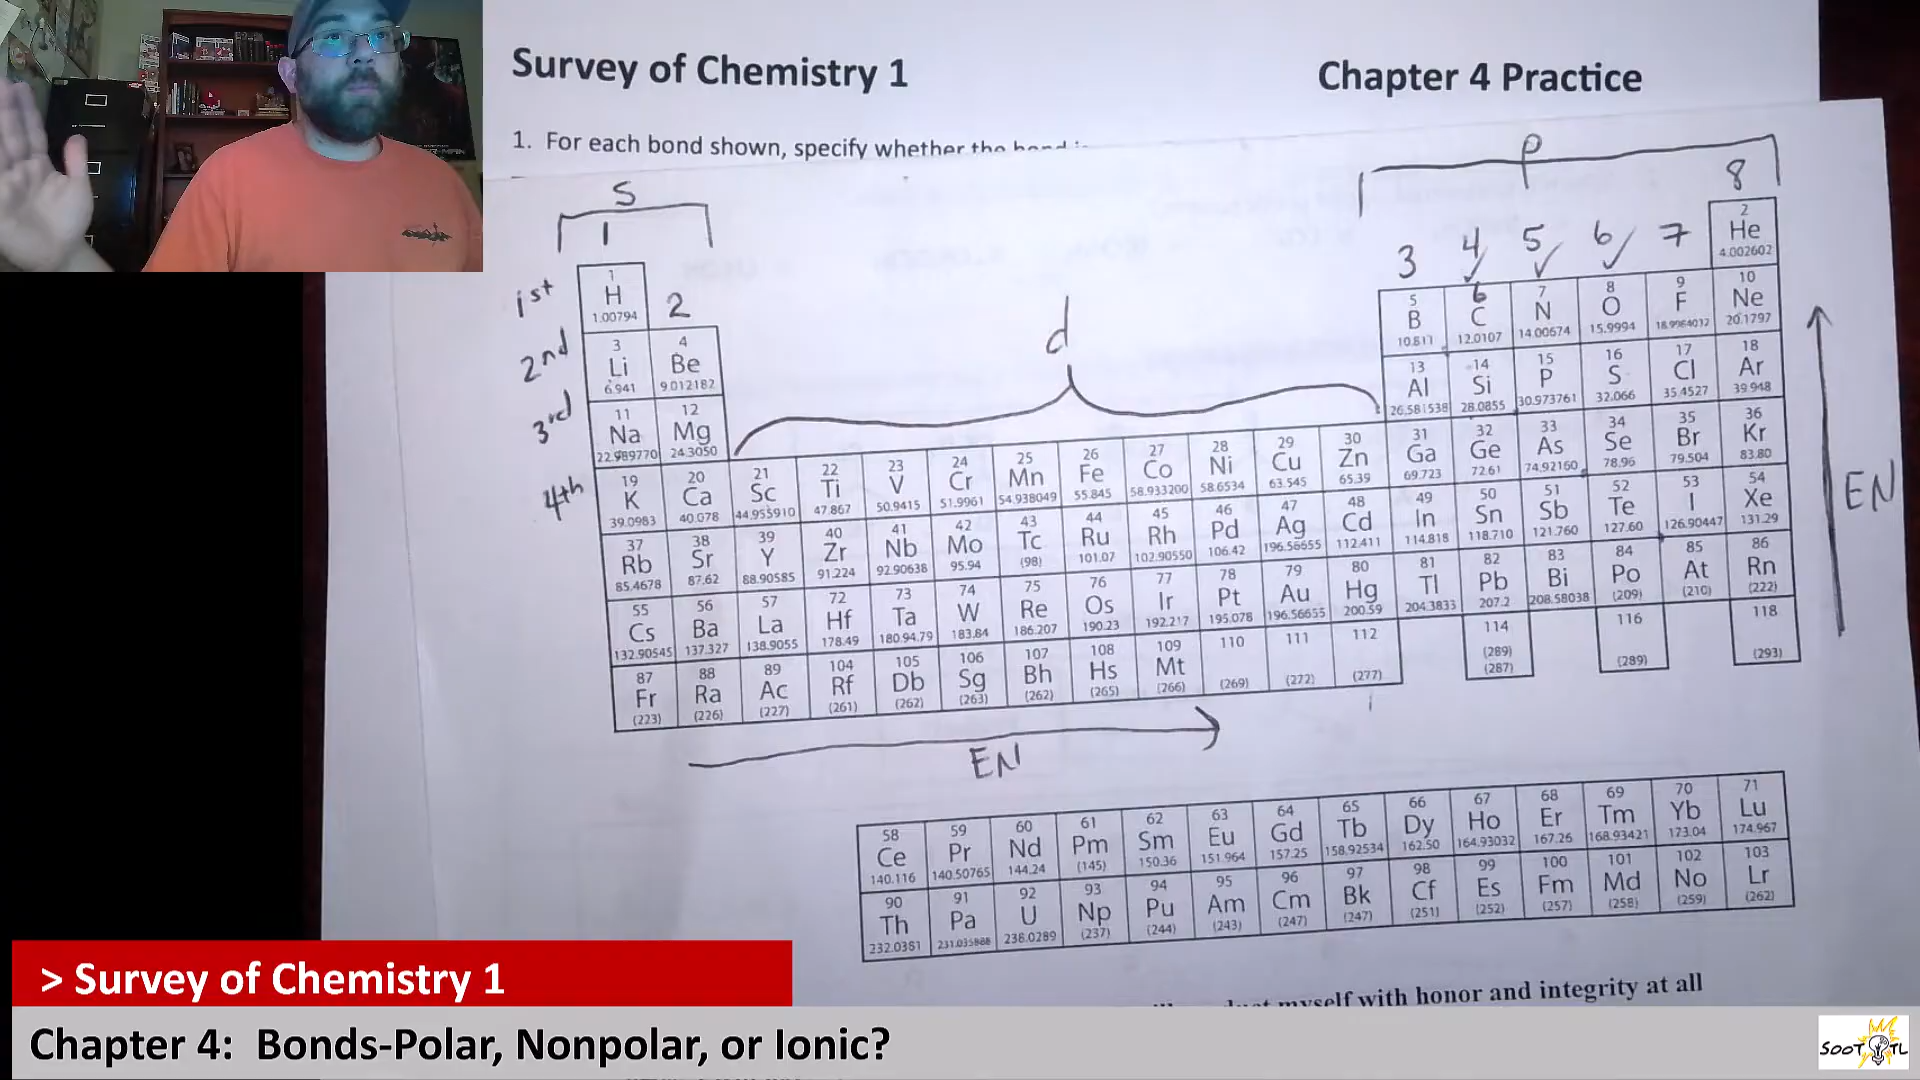 Survey of Chemistry 1 Chapter 4 Practice
1. For each bond shown, specify whether the bond
S p
1 8
2 He 4.002602
3 4 5 6 7
1st 1 H 1.00794 2
5 B 10.811 6 C 12.0107 7 N 14.00674 8 O 15.9994 9 F 18.9984032 10 Ne 20.1797
2nd 3 Li 6.941 4 Be 9.012182
d
13 Al 26.581538 14 Si 28.0855 15 P 30.973761 16 S 32.066 17 Cl 35.4527 18 Ar 39.948
3rd 11 Na 22.989770 12 Mg 24.3050
4th 19 K 39.0983 20 Ca 40.078 21 Sc 44.955910 22 Ti 47.867 23 V 50.9415 24 Cr 51.9961 25 Mn 54.938049 26 Fe 55.845 27 Co 58.933200 28 Ni 58.6534 29 Cu 63.545 30 Zn 65.39 31 Ga 69.723 32 Ge 72.61 33 As 74.92160 34 Se 78.96 35 Br 79.504 36 Kr 83.80
EN
37 Rb 85.4678 38 Sr 87.62 39 Y 88.90585 40 Zr 91.224 41 Nb 92.90638 42 Mo 95.94 43 Tc (98) 44 Ru 101.07 45 Rh 102.90550 46 Pd 106.42 47 Ag 196.56655 48 Cd 112.411 49 In 114.818 50 Sn 118.710 51 Sb 121.760 52 Te 127.60 53 I 126.90447 54 Xe 131.29
55 Cs 132.90545 56 Ba 137.327 57 La 138.9055 72 Hf 178.49 73 Ta 180.94.79 74 W 183.84 75 Re 186.207 76 Os 190.23 77 Ir 192.217 78 Pt 195.078 79 Au 196.56655 80 Hg 200.59 81 Tl 204.3833 82 Pb 207.2 83 Bi 208.58038 84 Po (209) 85 At (210) 86 Rn (222)
87 Fr (223) 88 Ra (226) 89 Ac (227) 104 Rf (261) 105 Db (262) 106 Sg (263) 107 Bh (262) 108 Hs (265) 109 Mt (266) 110 (269) 111 (272) 112 (277) 114 (289) (287) 116 (289) 118 (293)
EN
58 Ce 140.116 59 Pr 140.50765 60 Nd 144.24 61 Pm (145) 62 Sm 150.36 63 Eu 151.964 64 Gd 157.25 65 Tb 158.92534 66 Dy 162.50 67 Ho 164.93032 68 Er 167.26 69 Tm 168.93421 70 Yb 173.04 71 Lu 174.967
90 Th 232.0381 91 Pa 231.035888 92 U 238.0289 93 Np (237) 94 Pu (244) 95 Am (243) 96 Cm (247) 97 Bk (247) 98 Cf (251) 99 Es (252) 100 Fm (257) 101 Md (258) 102 No (259) 103 Lr (262)
myself with honor and integrity at all
> Survey of Chemistry 1
Chapter 4: Bonds-Polar, Nonpolar, or Ionic?
SOOT TL